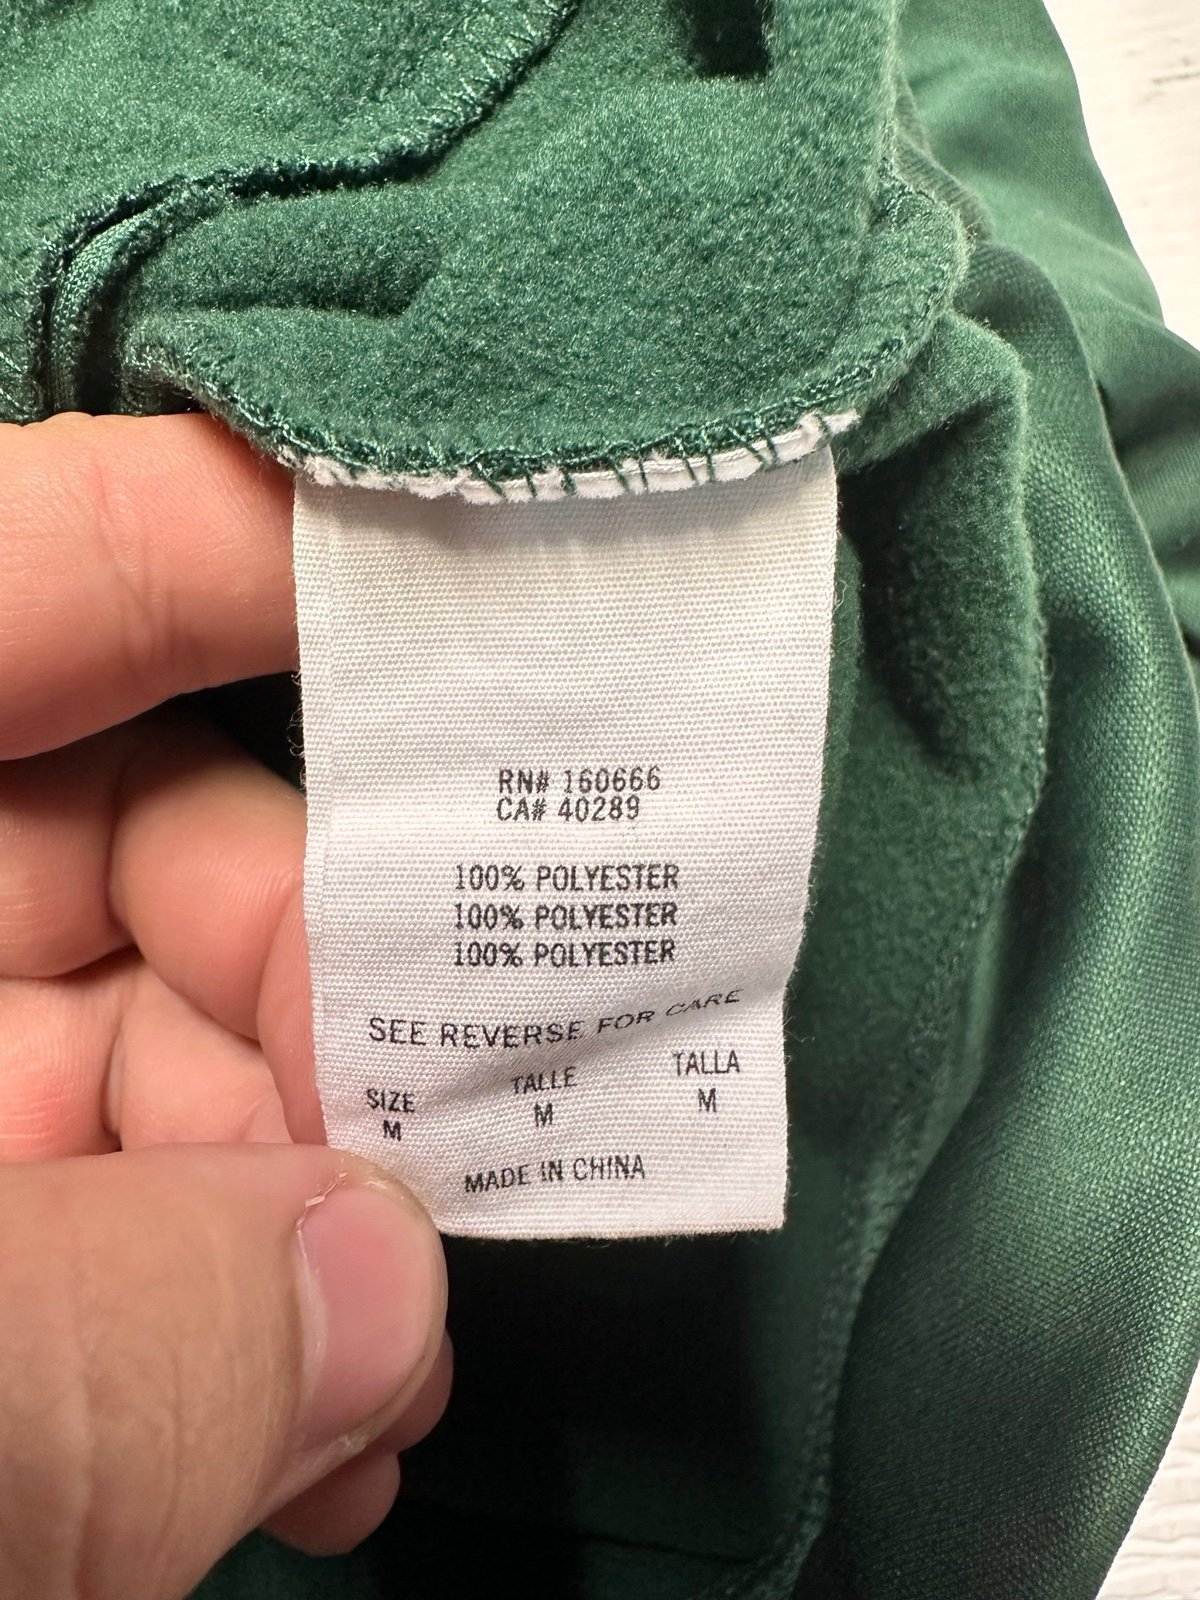 RN# 160666
CA# 40289
100% POLYESTER
100% POLYESTER
100% POLYESTER
SEE REVERSE FOR CARE
SIZE TALLE TALLA
M M M
MADE IN CHINA